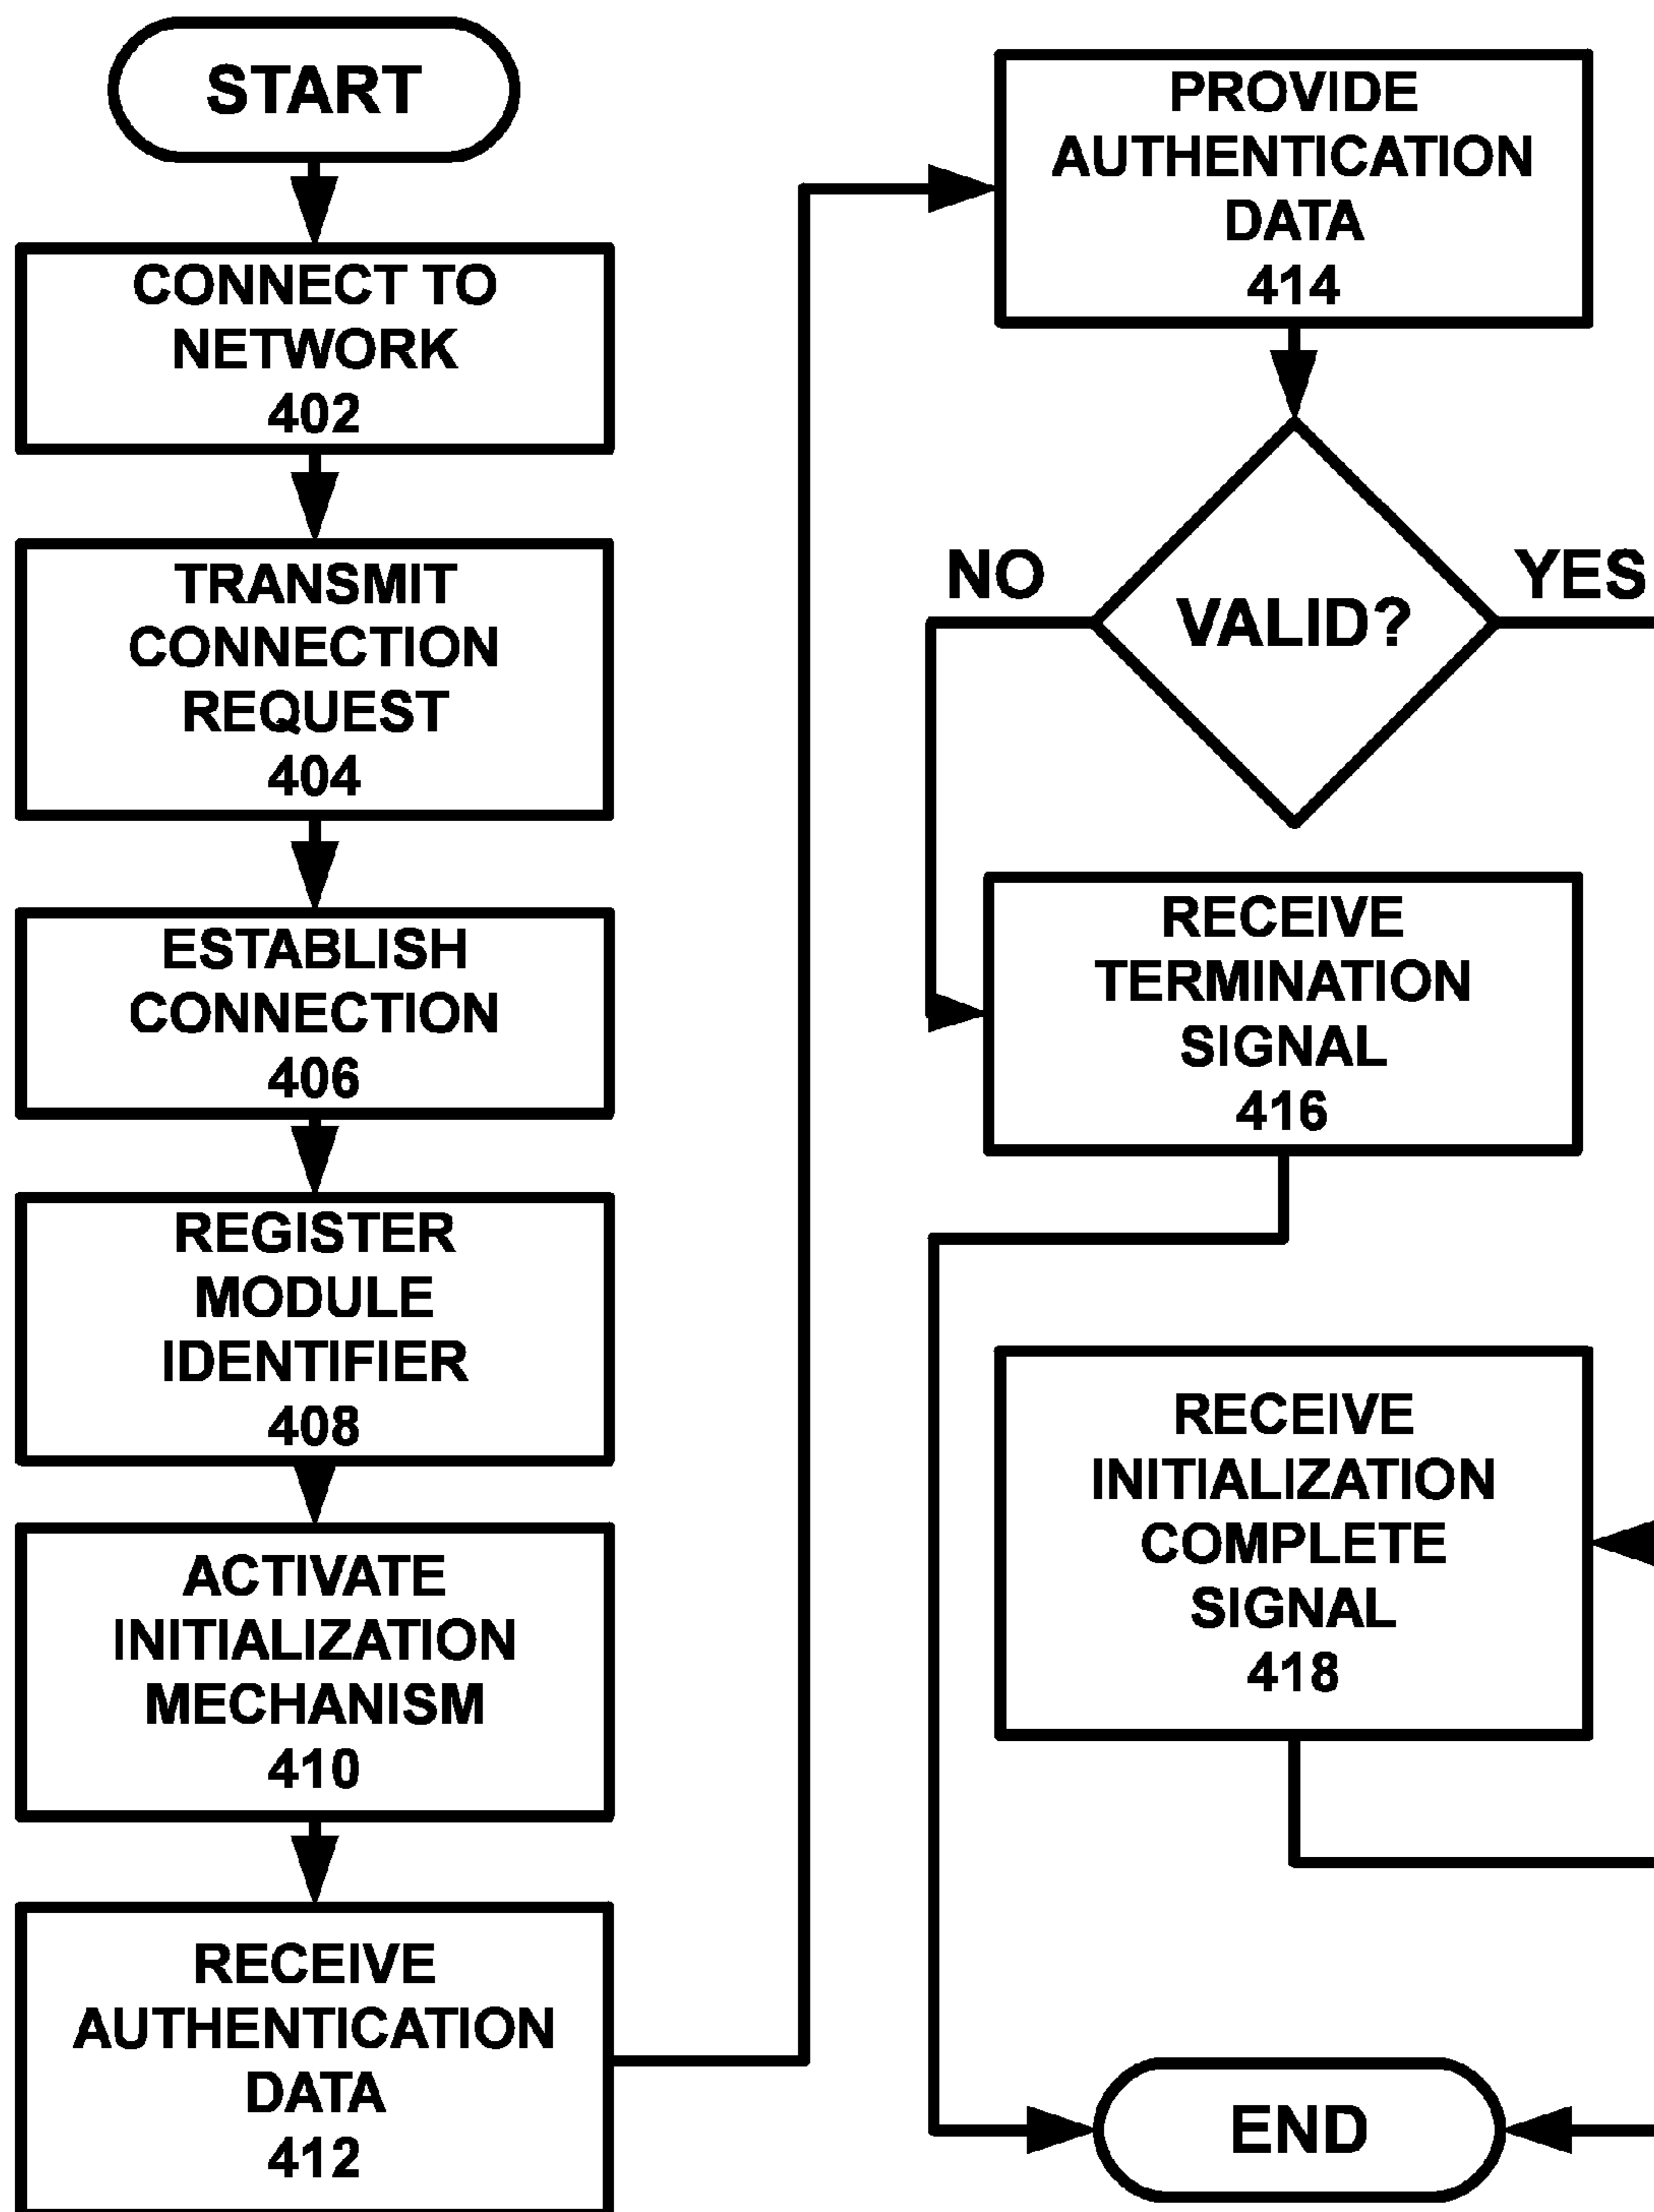 START
CONNECT TO
NETWORK
402
TRANSMIT
CONNECTION
REQUEST
404
ESTABLISH
CONNECTION
406
REGISTER
MODULE
IDENTIFIER
408
ACTIVATE
INITIALIZATION
MECHANISM
410
RECEIVE
AUTHENTICATION
DATA
412
PROVIDE
AUTHENTICATION
DATA
414
VALID?
NO
YES
RECEIVE
TERMINATION
SIGNAL
416
RECEIVE
INITIALIZATION
COMPLETE
SIGNAL
418
END